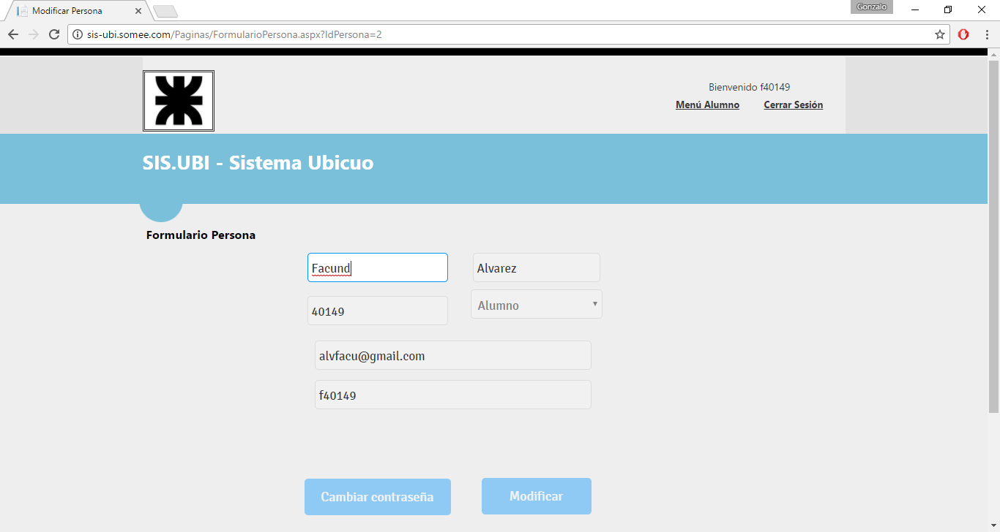 Modificar Persona
Gonzalo
sis-ubi.somee.com/Paginas/FormularioPersona.aspx?IdPersona=2
Bienvenido f40149
Menú Alumno Cerrar Sesión
SIS.UBI - Sistema Ubicuo
Formulario Persona
Facund Alvarez
40149 Alumno
alvfacu@gmail.com
f40149
Cambiar contraseña Modificar